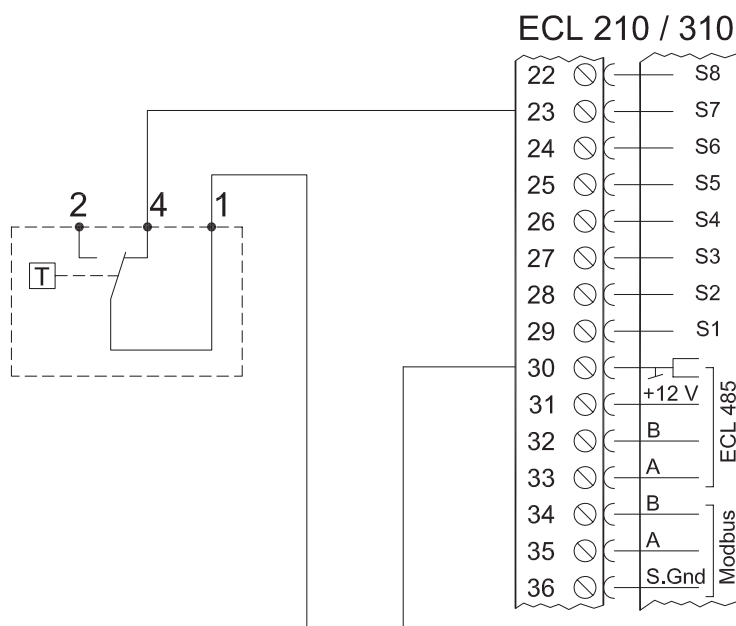 ECL 210 / 310
22 S8
23 S7
24 S6
25 S5
26 S4
27 S3
28 S2
29 S1
30
31 +12 V
32 B
33 A
ECL 485
34 B
35 A
36 S.Gnd
Modbus
2 4 1
T